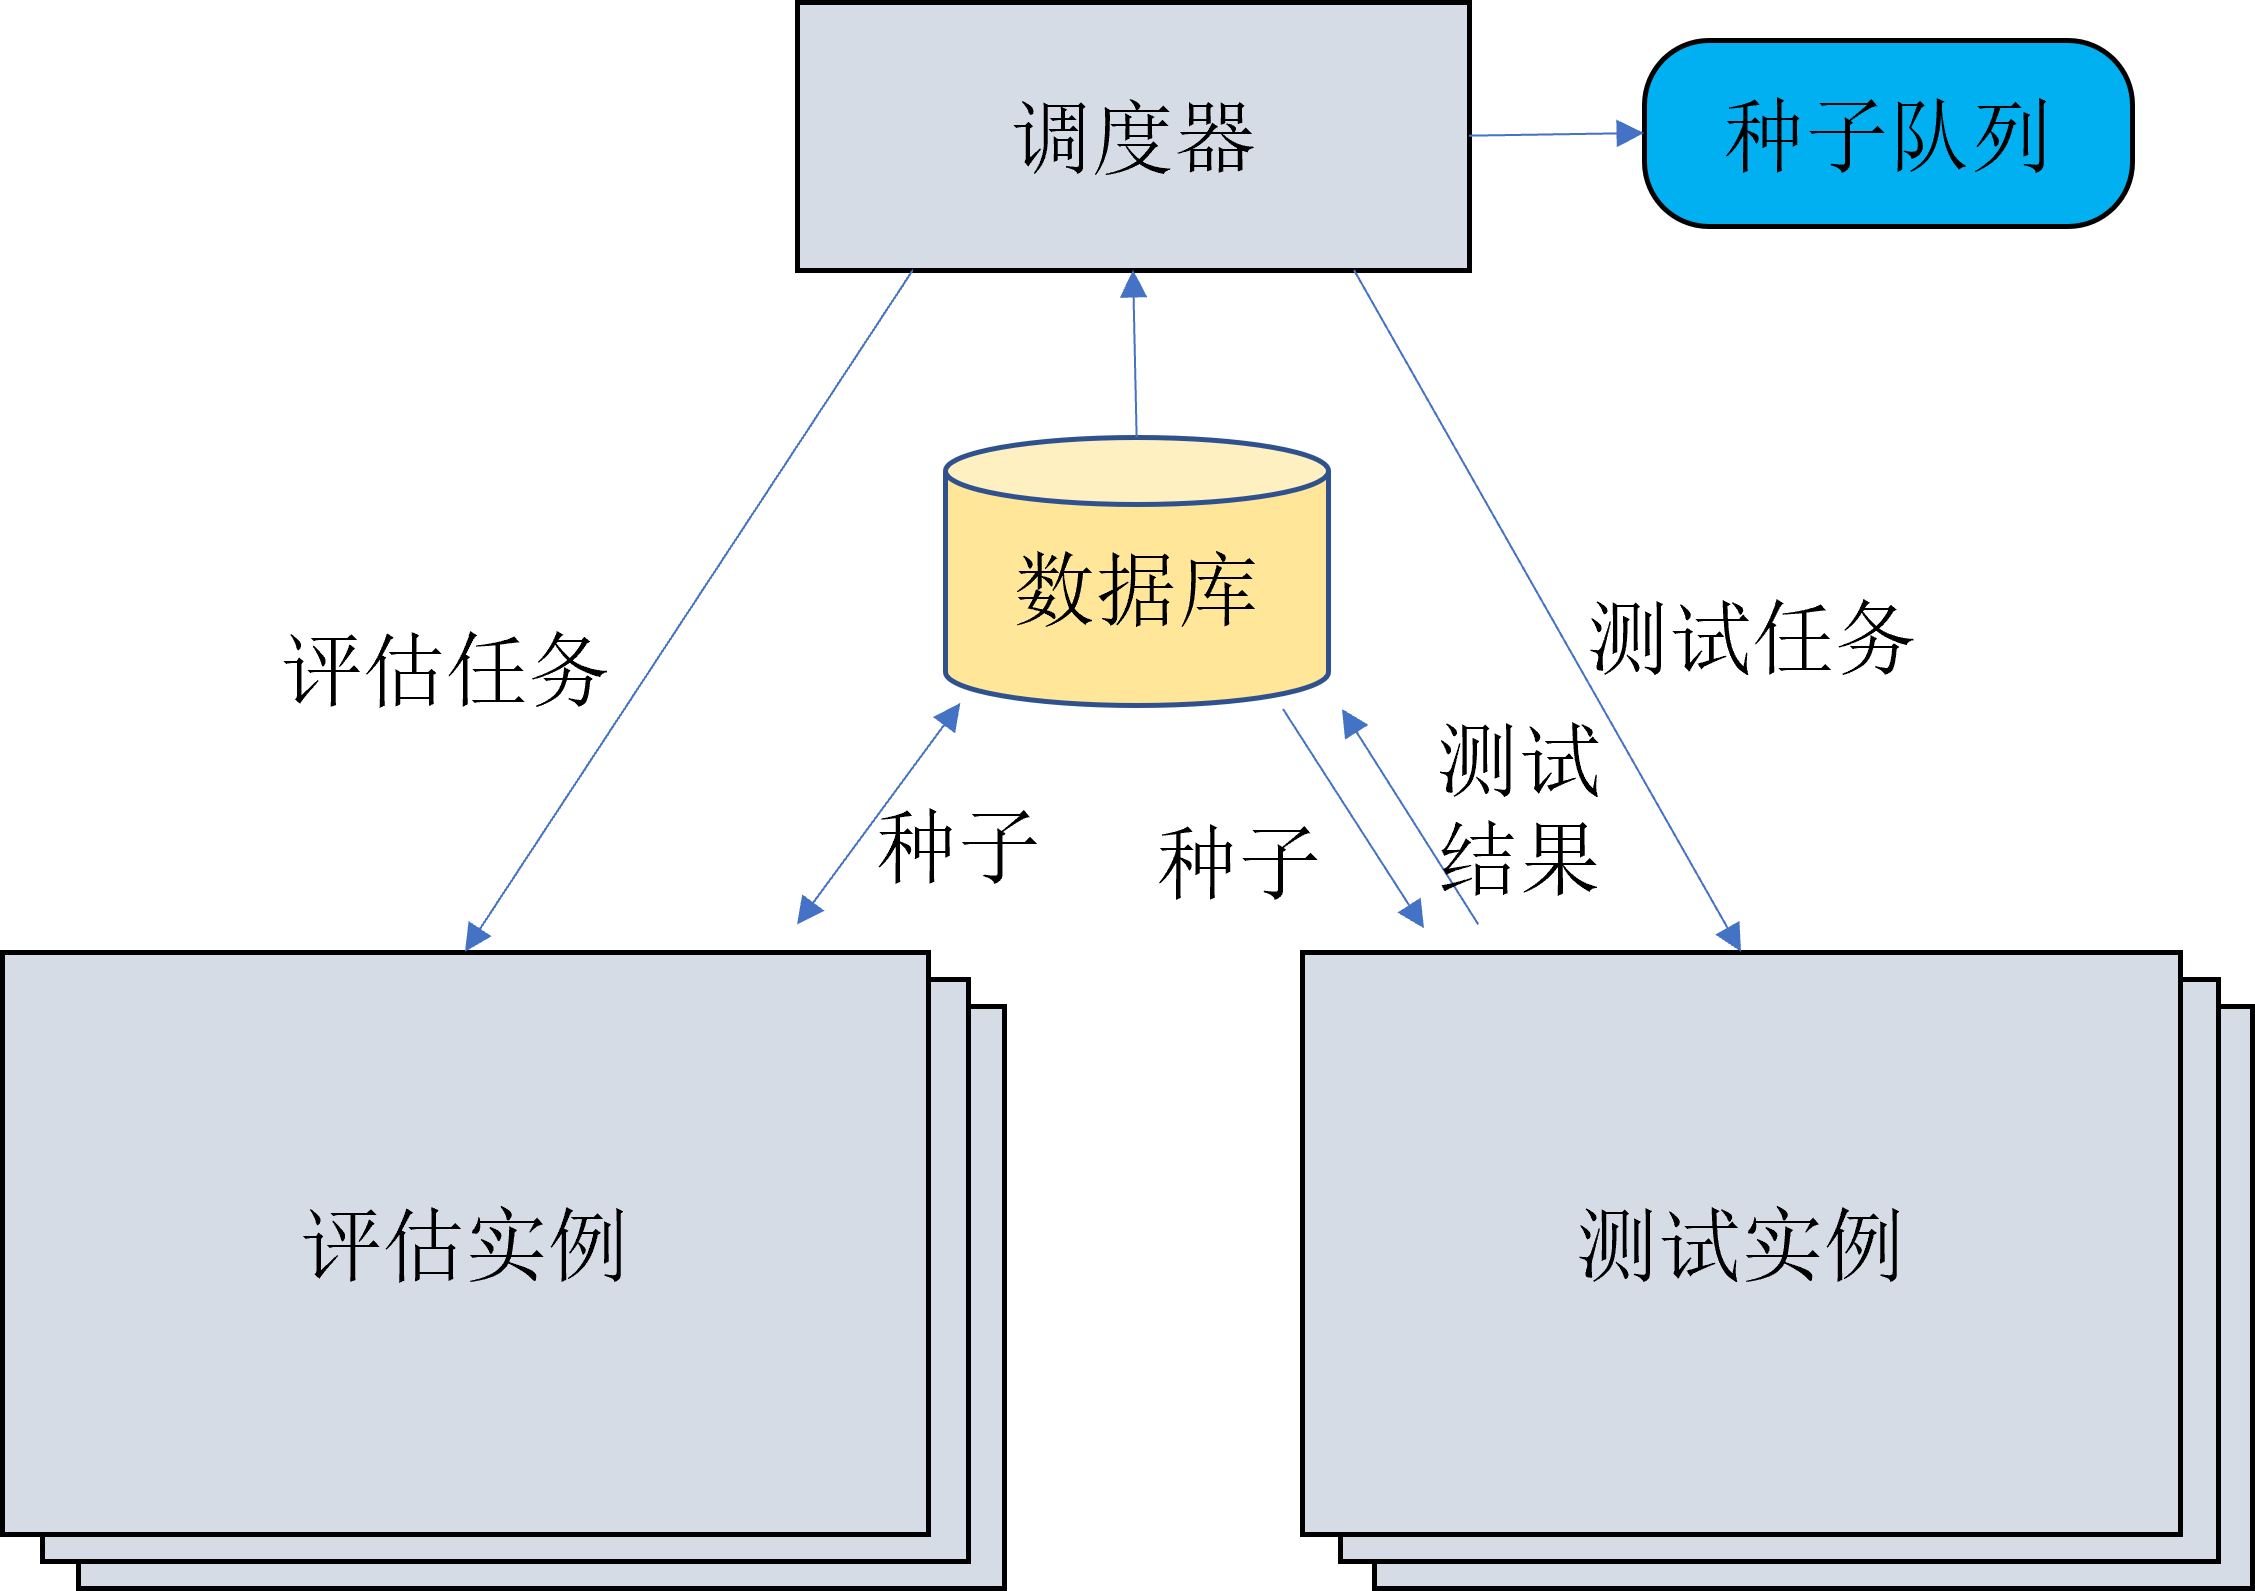 调度器
种子队列
数据库
评估任务
测试任务
测试
结果
种子
种子
评估实例
测试实例